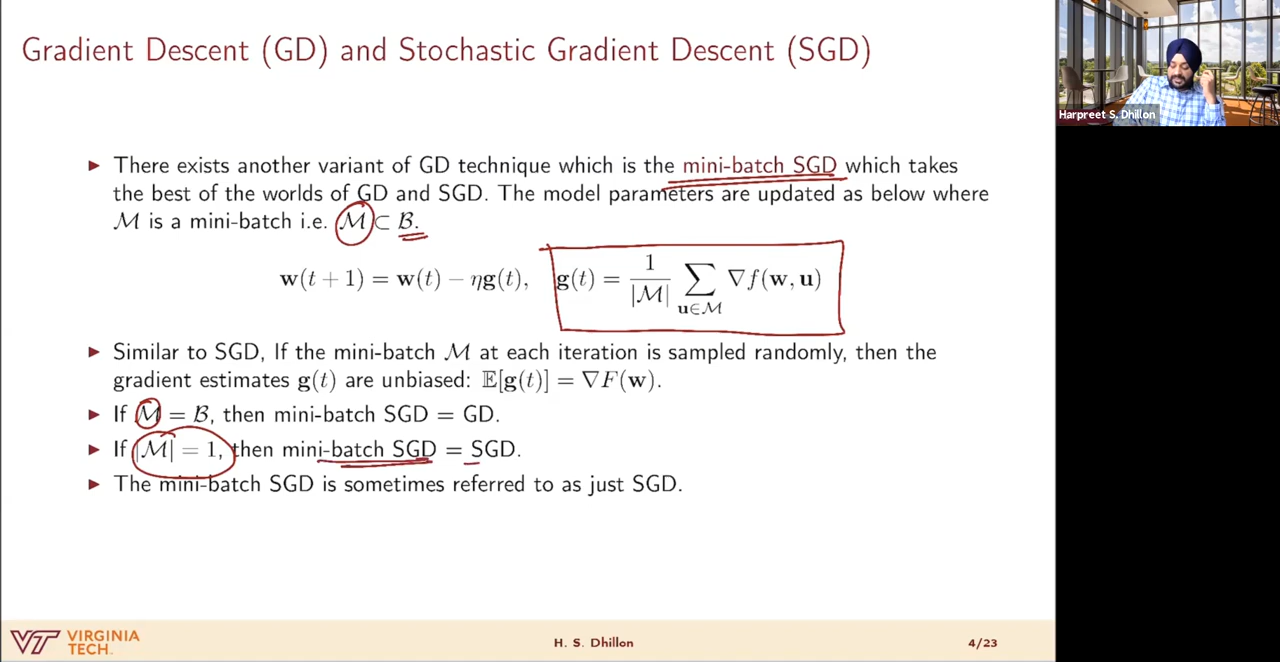 Gradient Descent (GD) and Stochastic Gradient Descent (SGD)
Harpreet S. Dhillon
▶ There exists another variant of GD technique which is the mini-batch SGD which takes
the best of the worlds of GD and SGD. The model parameters are updated as below where
ℳ is a mini-batch i.e. ℳ ⊂ ℬ.
w(t + 1) = w(t) − ηg(t), g(t) = 1/|ℳ| ∑_{u∈ℳ} ∇f(w, u)
▶ Similar to SGD, If the mini-batch ℳ at each iteration is sampled randomly, then the
gradient estimates g(t) are unbiased: 𝔼[g(t)] = ∇F(w).
▶ If ℳ = ℬ, then mini-batch SGD = GD.
▶ If |ℳ| = 1, then mini-batch SGD = SGD.
▶ The mini-batch SGD is sometimes referred to as just SGD.
VT VIRGINIA
TECH.
H. S. Dhillon
4/23